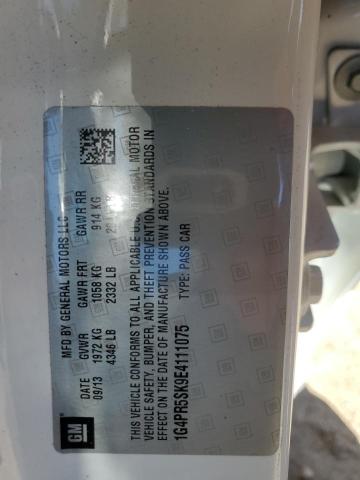 GM
MFD BY GENERAL MOTORS LLC
DATE GVWR GAWR FRT GAWR RR
09/13 1972 KG 1058 KG 914 KG
4346 LB 2332 LB
THIS VEHICLE CONFORMS TO ALL APPLICABLE U.S. FEDERAL MOTOR
VEHICLE SAFETY, BUMPER, AND THEFT PREVENTION STANDARDS IN
EFFECT ON THE DATE OF MANUFACTURE SHOWN ABOVE.
1G4PR5SK9E4111075 TYPE: PASS CAR